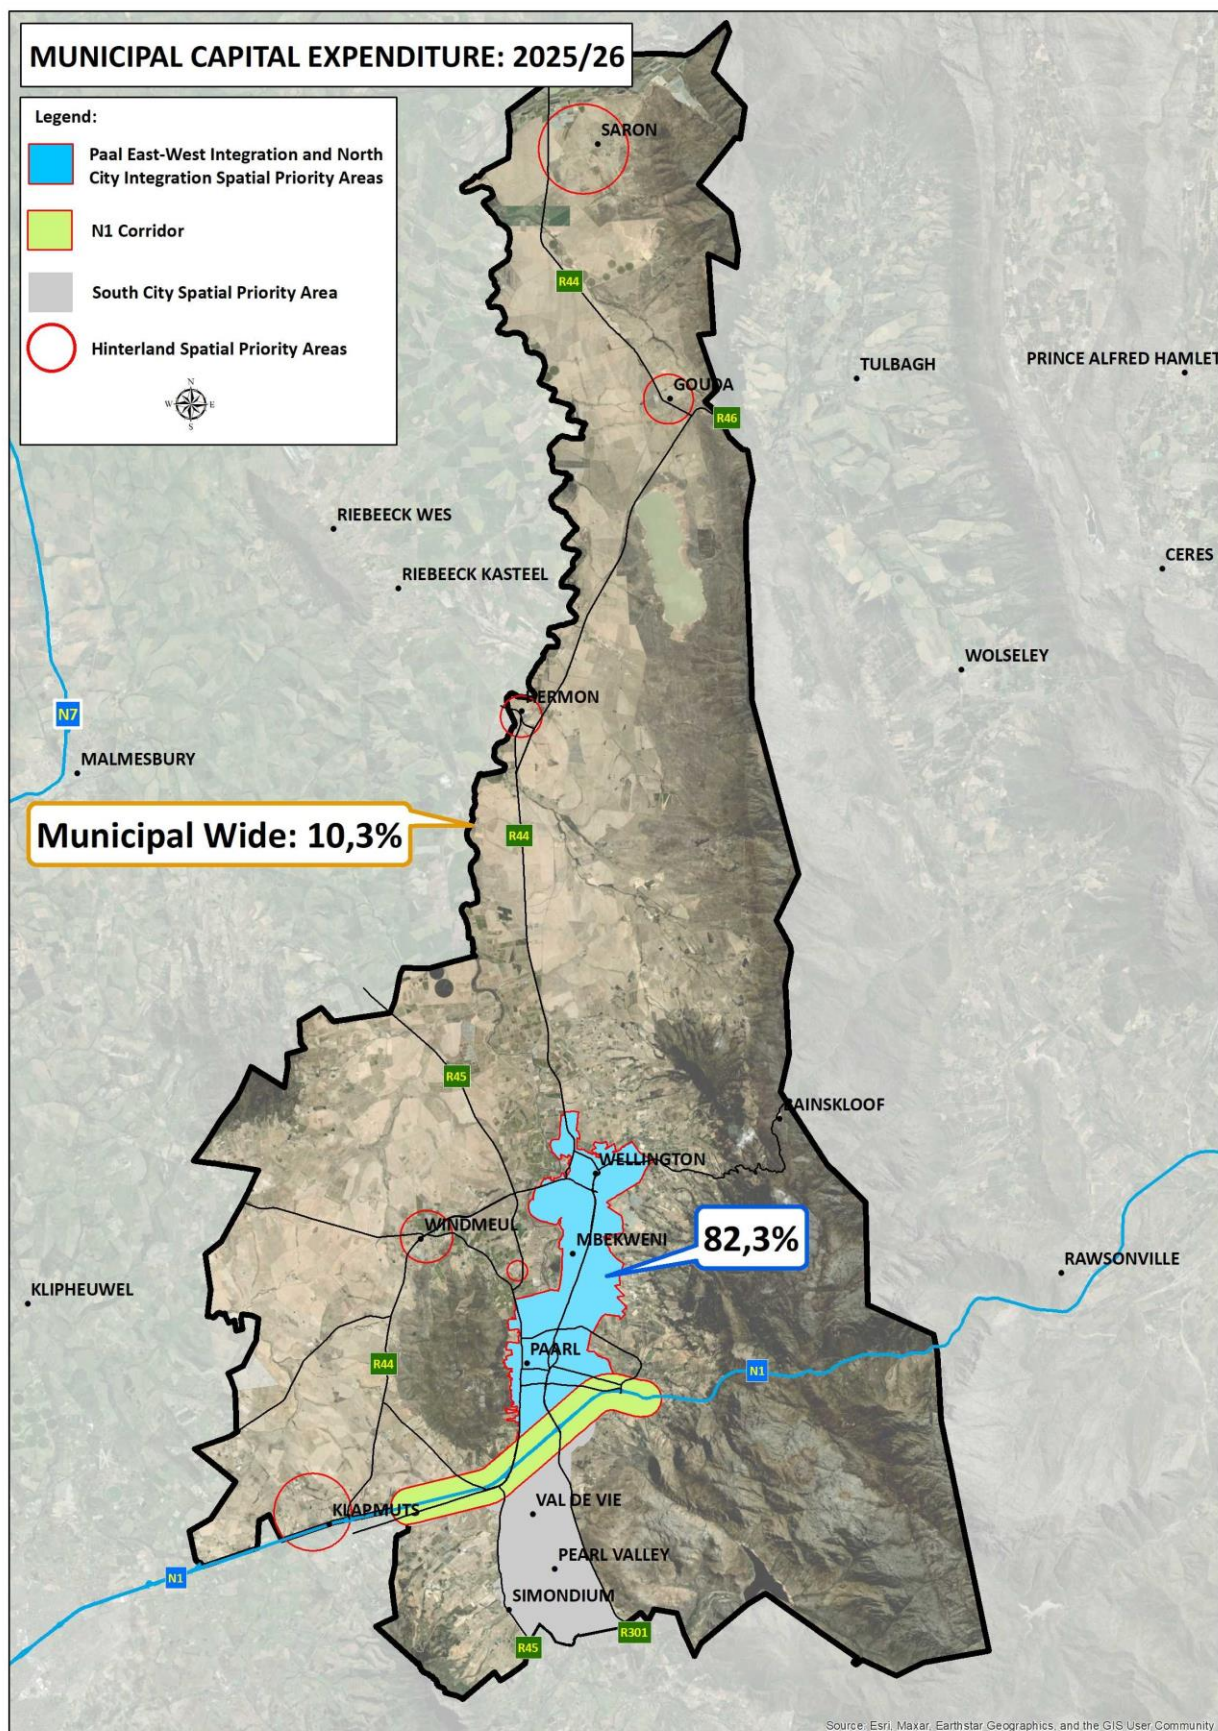 MUNICIPAL CAPITAL EXPENDITURE: 2025/26
Legend:
Paal East-West Integration and North
City Integration Spatial Priority Areas
N1 Corridor
South City Spatial Priority Area
Hinterland Spatial Priority Areas
N
W E
S
SARON
R44
TULBAGH
PRINCE ALFRED HAMLET
GOUDA
R46
RIEBEECK WES
CERES
RIEBEECK KASTEEL
WOLSELEY
HERMON
N7
MALMESBURY
Municipal Wide: 10,3%
R44
R45
BAINSKLOOF
WELLINGTON
WINDMEUL
MBEKWENI
82,3%
RAWSONVILLE
KLIPHEUWEL
PAARL
R44
N1
KLAPMUTS
VAL DE VIE
PEARL VALLEY
N1
SIMONDIUM
R301
R45
Source: Esri, Maxar, Earthstar Geographics, and the GIS User Community